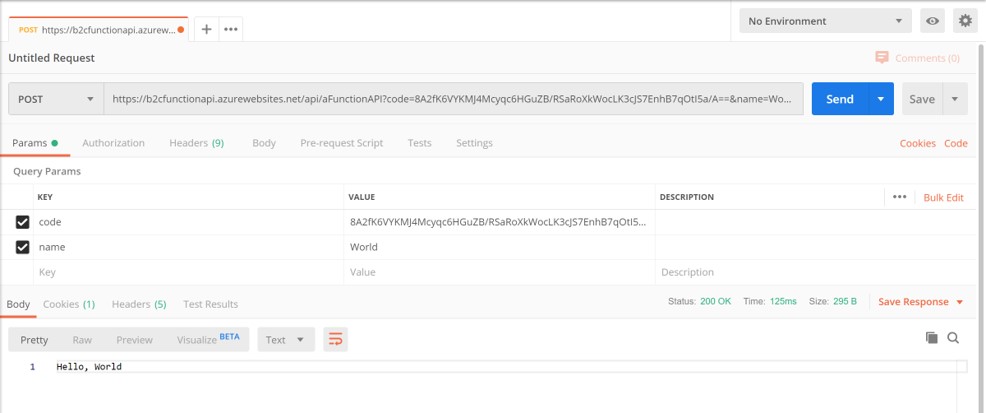 POST https://b2cfunctionapi.azurew...
No Environment
Untitled Request
Comments (0)
POST https://b2cfunctionapi.azurewebsites.net/api/aFunctionAPI?code=8A2fK6VYKMJ4Mcyqc6HGuZB/RSaRoXkWocLK3cJS7EnhB7qOtI5a/A==&name=Wo... Send Save
Params Authorization Headers (9) Body Pre-request Script Tests Settings Cookies Code
Query Params
KEY VALUE DESCRIPTION ••• Bulk Edit
code 8A2fK6VYKMJ4Mcyqc6HGuZB/RSaRoXkWocLK3cJS7EnhB7qOtI5...
name World
Key Value Description
Body Cookies (1) Headers (5) Test Results Status: 200 OK Time: 125ms Size: 295 B Save Response
Pretty Raw Preview Visualize BETA Text
1 Hello, World